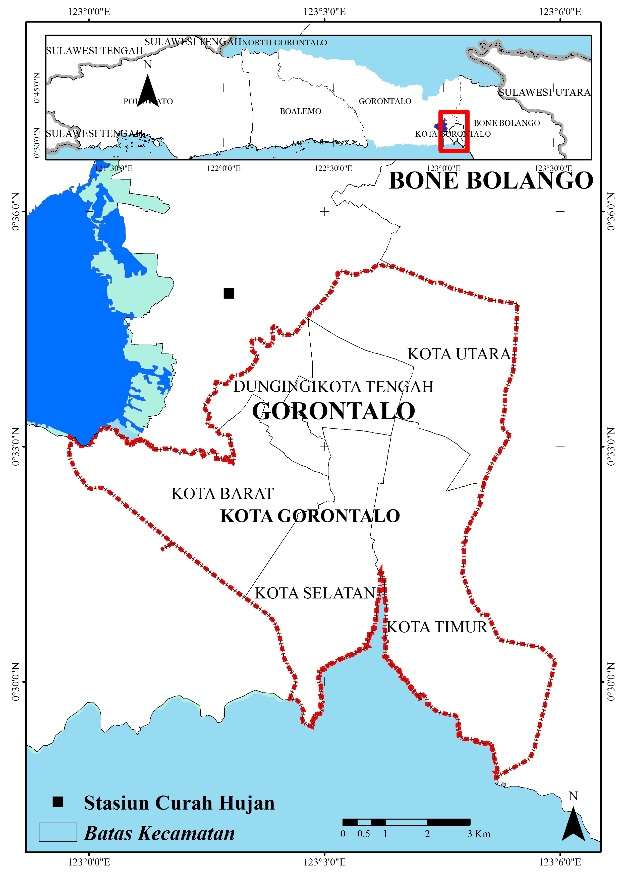 123°0'0"E 123°3'0"E 123°6'0"E
SULAWESI TENGAH
SULAWESI TENGAH
NORTH GORONTALO
N
0°45'0"N
SULAWESI UTARA
GORONTALO
BOALEMO
BONE BOLANGO
KOTA GORONTALO
SULAWESI TENGAH
0°30'0"N
122°0'0"E 122°30'0"E 123°0'0"E 123°30'0"E
BONE BOLANGO
0°36'0"N 0°36'0"N
KOTA UTARA
DUNGINGI KOTA TENGAH
GORONTALO
0°33'0"N 0°33'0"N
KOTA BARAT
KOTA GORONTALO
KOTA SELATAN
KOTA TIMUR
0°30'0"N 0°30'0"N
Stasiun Curah Hujan
Batas Kecamatan
0 0.5 1 2 3 Km
N
123°0'0"E 123°3'0"E 123°6'0"E